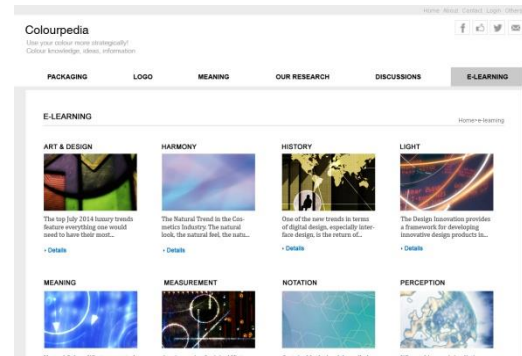 Home About Contact Login Others
Colourpedia
Use your colour more strategically!
Colour knowledge, ideas, information
PACKAGING LOGO MEANING OUR RESEARCH DISCUSSIONS E-LEARNING
E-LEARNING
Home>e-learning
ART & DESIGN
The top July 2014 luxury trends
feature everything one would
need to have their most...
• Details
HARMONY
The Natural Trend in the Cos-
metics Industry. The natural
look, the natural feel, the natu...
• Details
HISTORY
One of the new trends in terms
of digital design, especially inter-
face design, is the return of...
• Details
LIGHT
The Design Innovation provides
a framework for developing
innovative design products in...
• Details
MEANING
MEASUREMENT
NOTATION
PERCEPTION